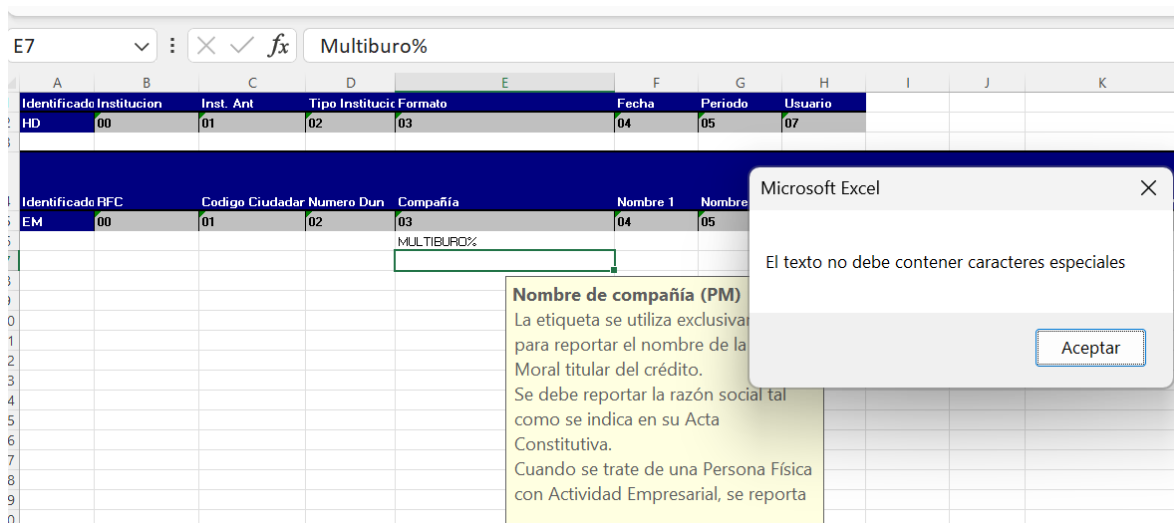 E7 fx Multiburo%
A B C D E F G H I J K
Identificado Institucion Inst. Ant Tipo Institucic Formato Fecha Periodo Usuario
2 HD 00 01 02 03 04 05 07
Identificado RFC Codigo Ciudadar Numero Dun Compañía Nombre 1 Nombre
EM 00 01 02 03 04 05
MULTIBURO%
Microsoft Excel
El texto no debe contener caracteres especiales
Aceptar
Nombre de compañía (PM)
La etiqueta se utiliza
para reportar el nombre de la
Moral titular del crédito.
Se debe reportar la razón social tal
como se indica en su Acta
Constitutiva.
Cuando se trate de una Persona Física
con Actividad Empresarial, se reporta